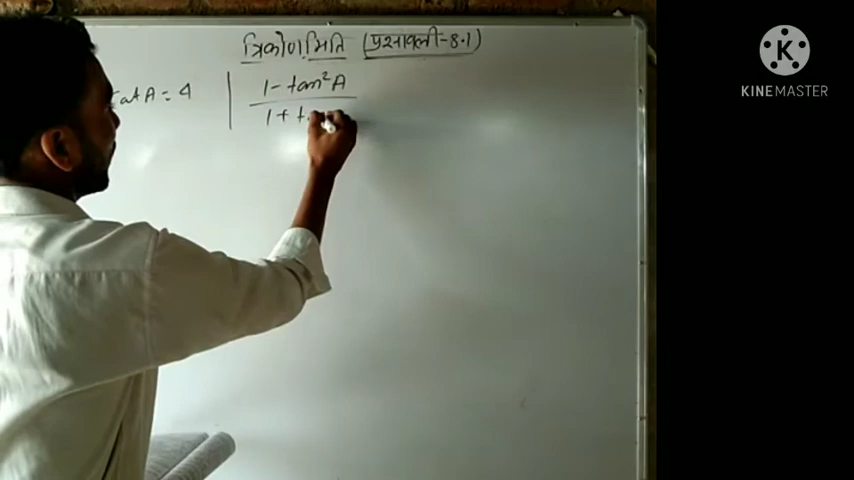 त्रिकोणमिति (प्रश्नावली-8.1)
cot A = 4
1 - tan²A
1 + t
KINEMASTER